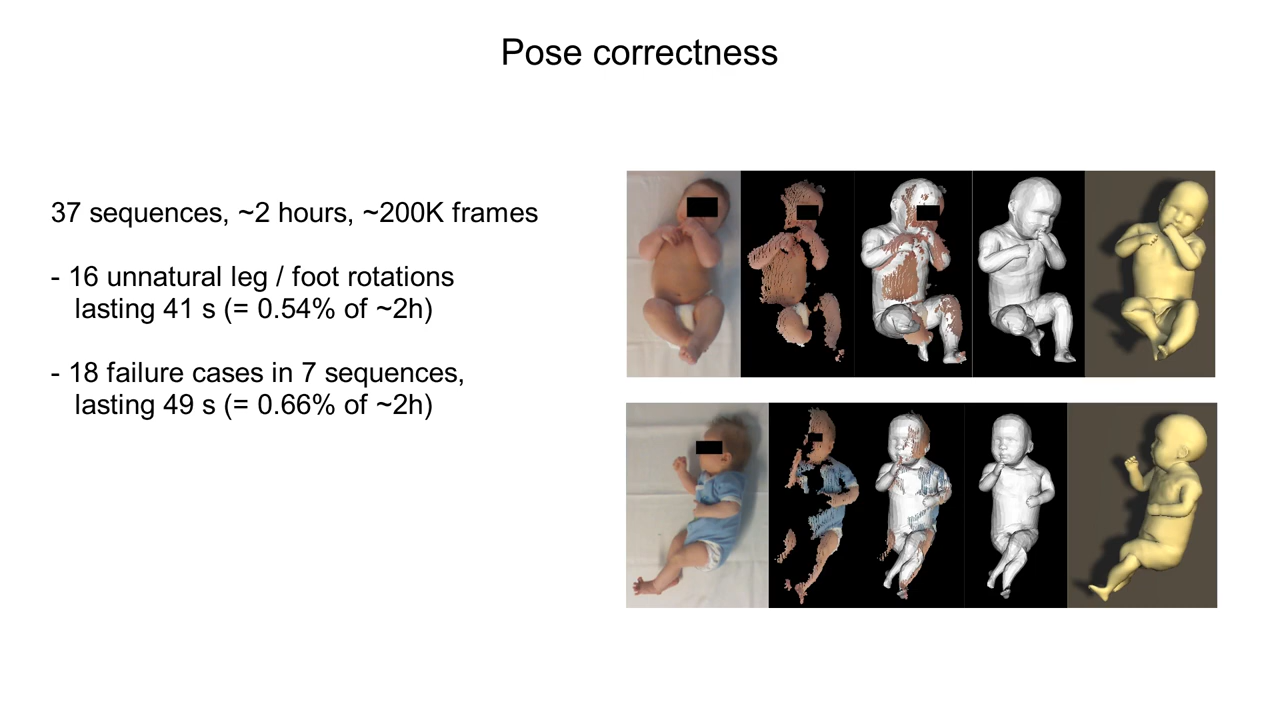 Pose correctness
37 sequences, ~2 hours, ~200K frames
- 16 unnatural leg / foot rotations
lasting 41 s (= 0.54% of ~2h)
- 18 failure cases in 7 sequences,
lasting 49 s (= 0.66% of ~2h)